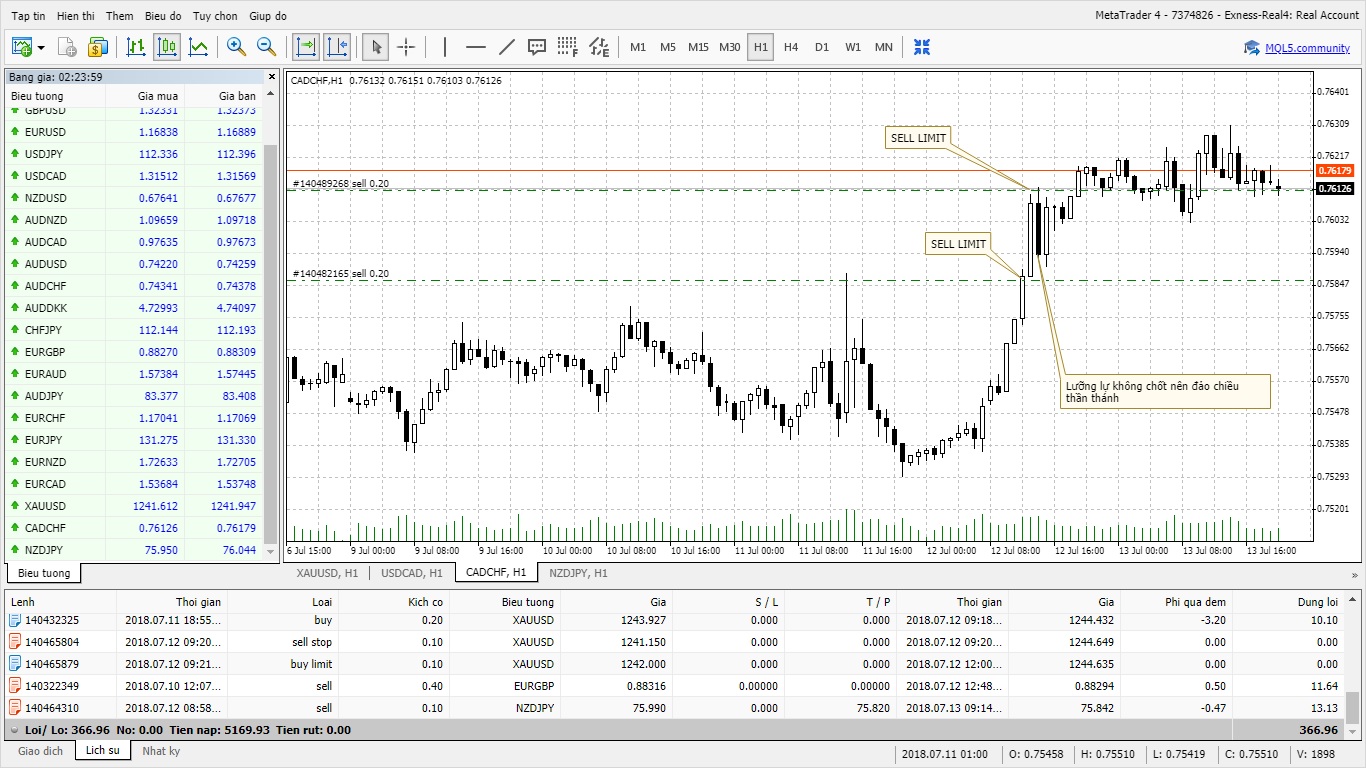 Tap tin Hien thi Them Bieu do Tuy chon Giup do
MetaTrader 4 - 7374826 - Exness-Real4: Real Account
M1 M5 M15 M30 H1 H4 D1 W1 MN
MQL5.community
Bang gia: 02:23:59
Bieu tuong Gia mua Gia ban
GBPUSD 1.32331 1.32373
EURUSD 1.16838 1.16889
USDJPY 112.336 112.396
USDCAD 1.31512 1.31569
NZDUSD 0.67641 0.67677
AUDNZD 1.09659 1.09718
AUDCAD 0.97635 0.97673
AUDUSD 0.74220 0.74259
AUDCHF 0.74341 0.74378
AUDDKK 4.72993 4.74097
CHFJPY 112.144 112.193
EURGBP 0.88270 0.88309
EURAUD 1.57384 1.57445
AUDJPY 83.377 83.408
EURCHF 1.17041 1.17069
EURJPY 131.275 131.330
EURNZD 1.72633 1.72705
EURCAD 1.53684 1.53748
XAUUSD 1241.612 1241.947
CADCHF 0.76126 0.76179
NZDJPY 75.950 76.044
Bieu tuong
CADCHF,H1 0.76132 0.76151 0.76103 0.76126
SELL LIMIT
#140489268 sell 0.20
SELL LIMIT
#140482165 sell 0.20
Lưỡng lự không chốt nên đảo chiều
thần thánh
0.76401
0.76309
0.76217
0.76179
0.76126
0.76032
0.75940
0.75847
0.75755
0.75662
0.75570
0.75478
0.75385
0.75293
0.75201
6 Jul 15:00 9 Jul 00:00 9 Jul 08:00 9 Jul 16:00 10 Jul 00:00 10 Jul 08:00 10 Jul 16:00 11 Jul 00:00 11 Jul 08:00 11 Jul 16:00 12 Jul 00:00 12 Jul 08:00 12 Jul 16:00 13 Jul 00:00 13 Jul 08:00 13 Jul 16:00
XAUUSD, H1 USDCAD, H1 CADCHF, H1 NZDJPY, H1 »
Lenh Thoi gian Loai Kich co Bieu tuong Gia S / L T / P Thoi gian Gia Phi qua dem Dung loi
140432325 2018.07.11 18:55... buy 0.20 XAUUSD 1243.927 0.000 0.000 2018.07.12 09:18... 1244.432 -3.20 10.10
140465804 2018.07.12 09:20... sell stop 0.10 XAUUSD 1241.150 0.000 0.000 2018.07.12 09:20... 1244.649 0.00 0.00
140465879 2018.07.12 09:21... buy limit 0.10 XAUUSD 1242.000 0.000 0.000 2018.07.12 12:00... 1244.635 0.00 0.00
140322349 2018.07.10 12:07... sell 0.40 EURGBP 0.88316 0.00000 0.00000 2018.07.12 12:48... 0.88294 0.50 11.64
140464310 2018.07.12 08:58... sell 0.10 NZDJPY 75.990 0.000 75.820 2018.07.13 09:14... 75.842 -0.47 13.13
Loi/ Lo: 366.96 No: 0.00 Tien nap: 5169.93 Tien rut: 0.00 366.96
Giao dich Lich su Nhat ky
2018.07.11 01:00 O: 0.75458 H: 0.75510 L: 0.75419 C: 0.75510 V: 1898